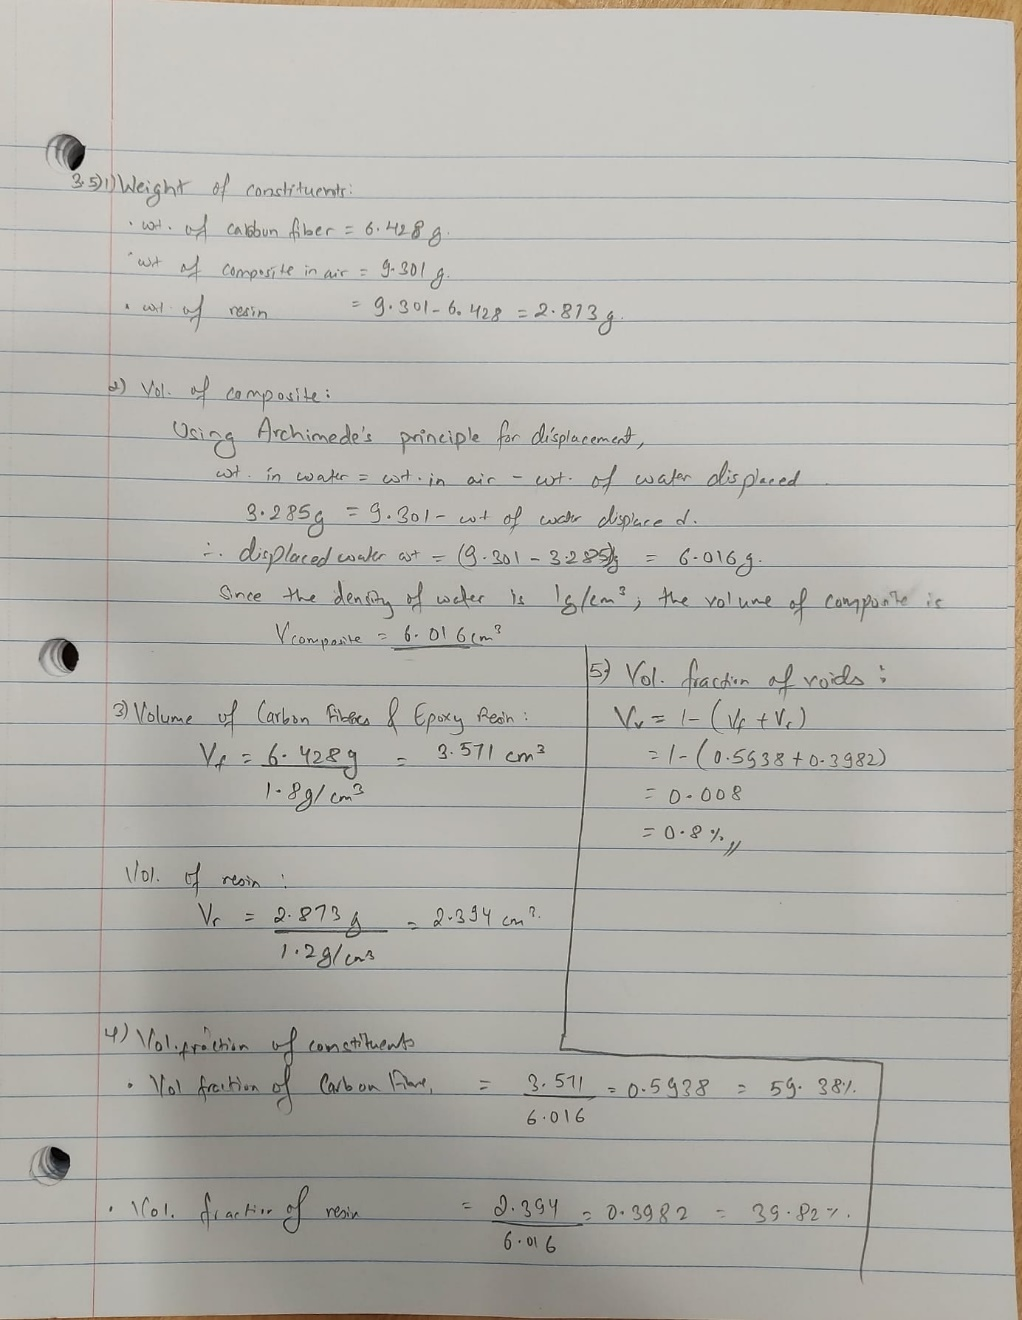 3.5) 1) Weight of constituents:
• wt. of cabbun fiber = 6.428 g.
• wt of composite in air = 9.301 g.
• wt. of resin = 9.301 - 6.428 = 2.873 g.
2) Vol. of composite:
Using Archimede's principle for displacement,
wt. in water = wt. in air - wt. of water displaced.
3.285g = 9.301 - wt of water displaced.
∴ displaced water wt = (9.301 - 3.285)g = 6.016 g.
Since the density of water is 1g/cm³, the volume of composite is
Vcomposite = 6.016 cm³
3) Volume of Carbon Fibers & Epoxy Resin:
Vf = 6.428g = 3.571 cm³
1.8g/cm³
Vol. of resin:
Vr = 2.873 g = 2.394 cm³.
1.2g/cm³
4) Vol. fraction of constituents
• Vol fraction of Carbon Fibre, = 3.571 = 0.5938 = 59.38%.
6.016
• Vol. fraction of resin = 2.394 = 0.3982 = 39.82%.
6.016
5) Vol. fraction of voids:
Vv = 1-(Vf + Vr)
= 1-(0.5938 + 0.3982)
= 0.008
= 0.8%//